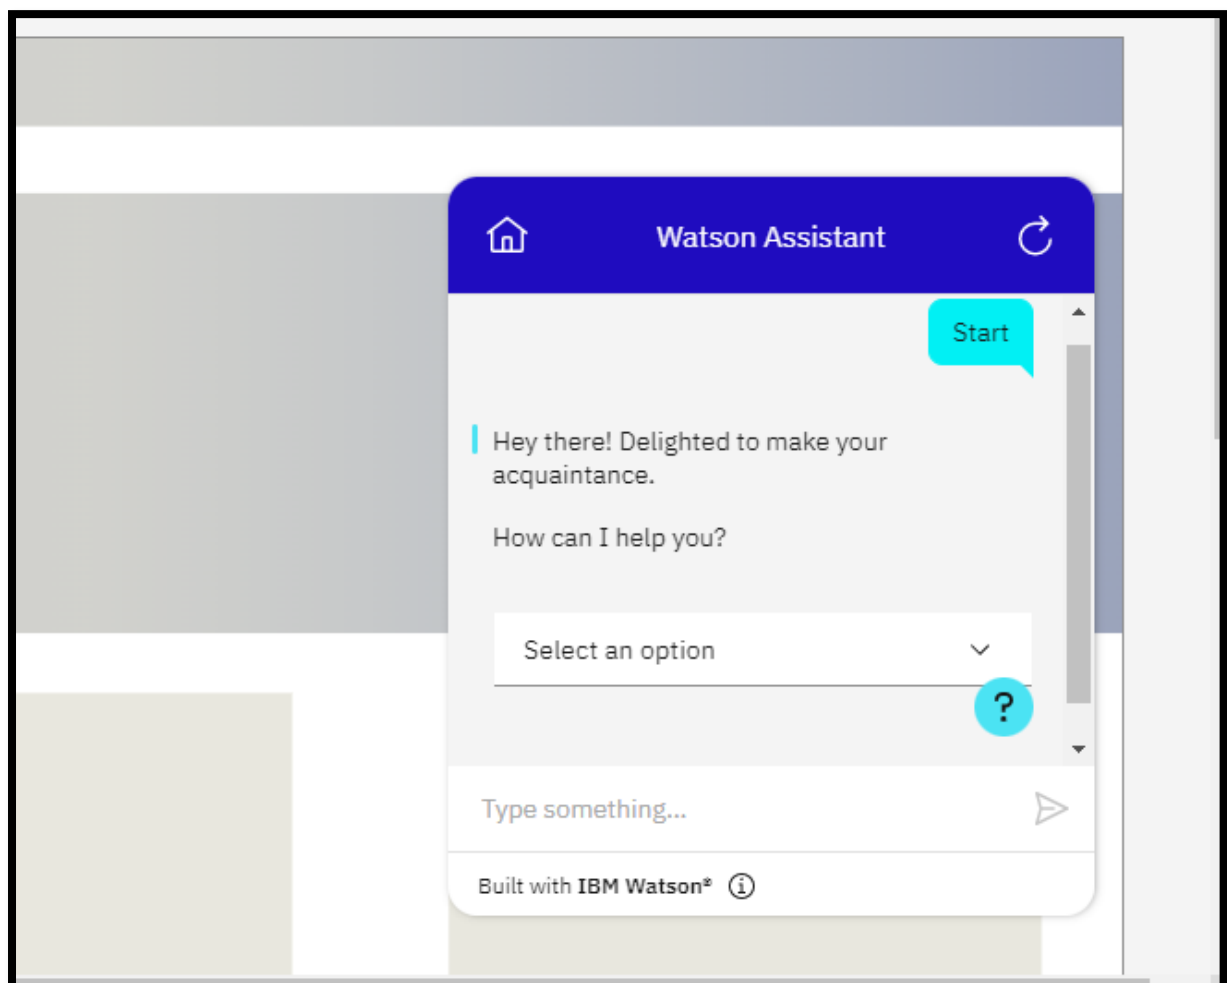 Watson Assistant
Start
Hey there! Delighted to make your
acquaintance.
How can I help you?
Select an option
?
Type something...
Built with IBM Watson®